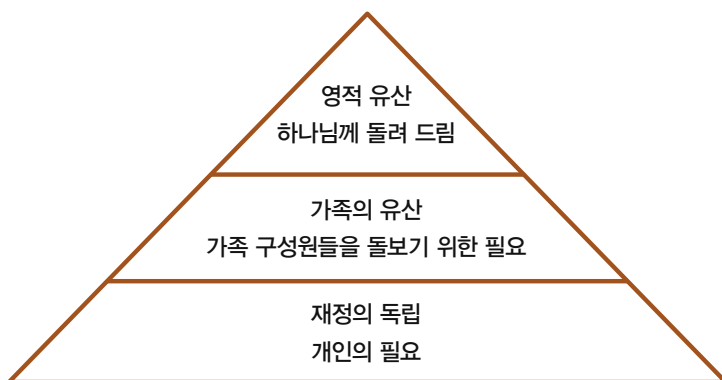 영적 유산
하나님께 돌려 드림
가족의 유산
가족 구성원들을 돌보기 위한 필요
재정의 독립
개인의 필요